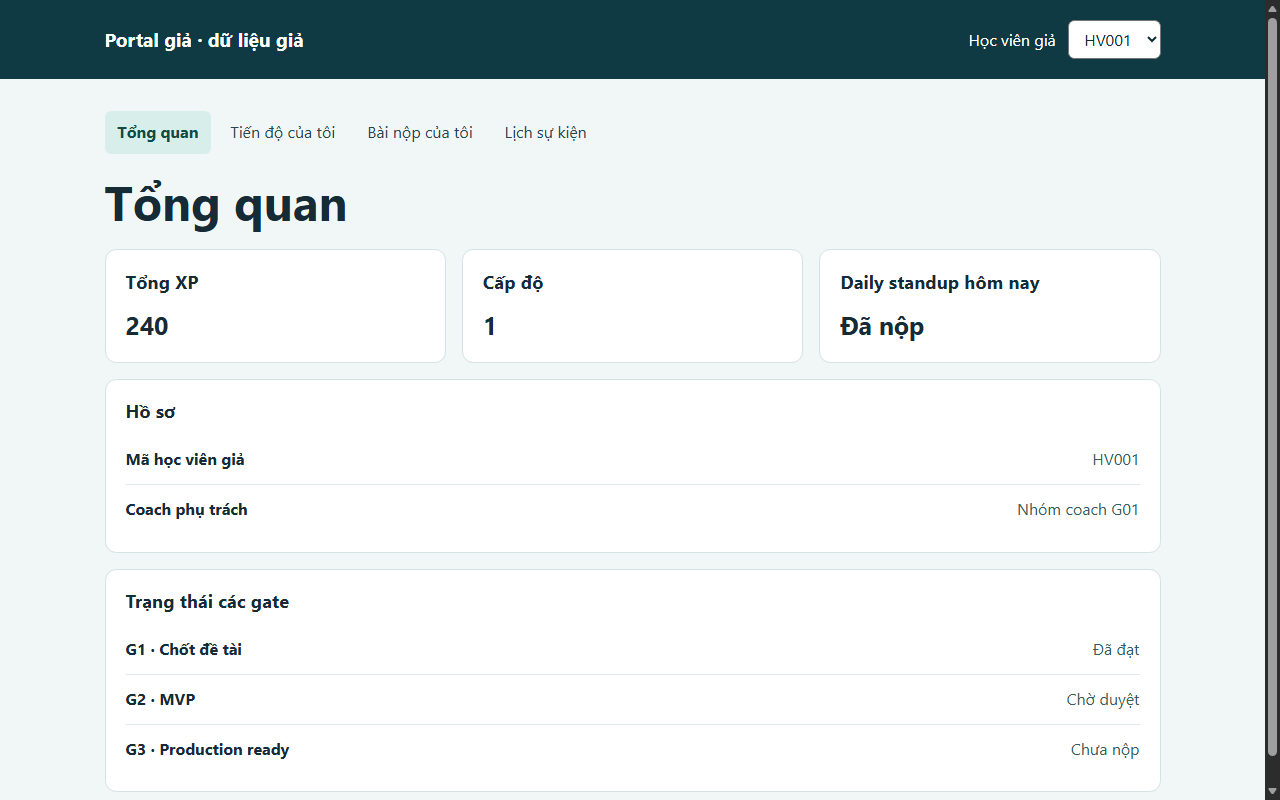 Portal giả · dữ liệu giả
Học viên giả HV001
Tổng quan Tiến độ của tôi Bài nộp của tôi Lịch sự kiện
Tổng quan
Tổng XP
240
Cấp độ
1
Daily standup hôm nay
Đã nộp
Hồ sơ
Mã học viên giả HV001
Coach phụ trách Nhóm coach G01
Trạng thái các gate
G1 · Chốt đề tài Đã đạt
G2 · MVP Chờ duyệt
G3 · Production ready Chưa nộp